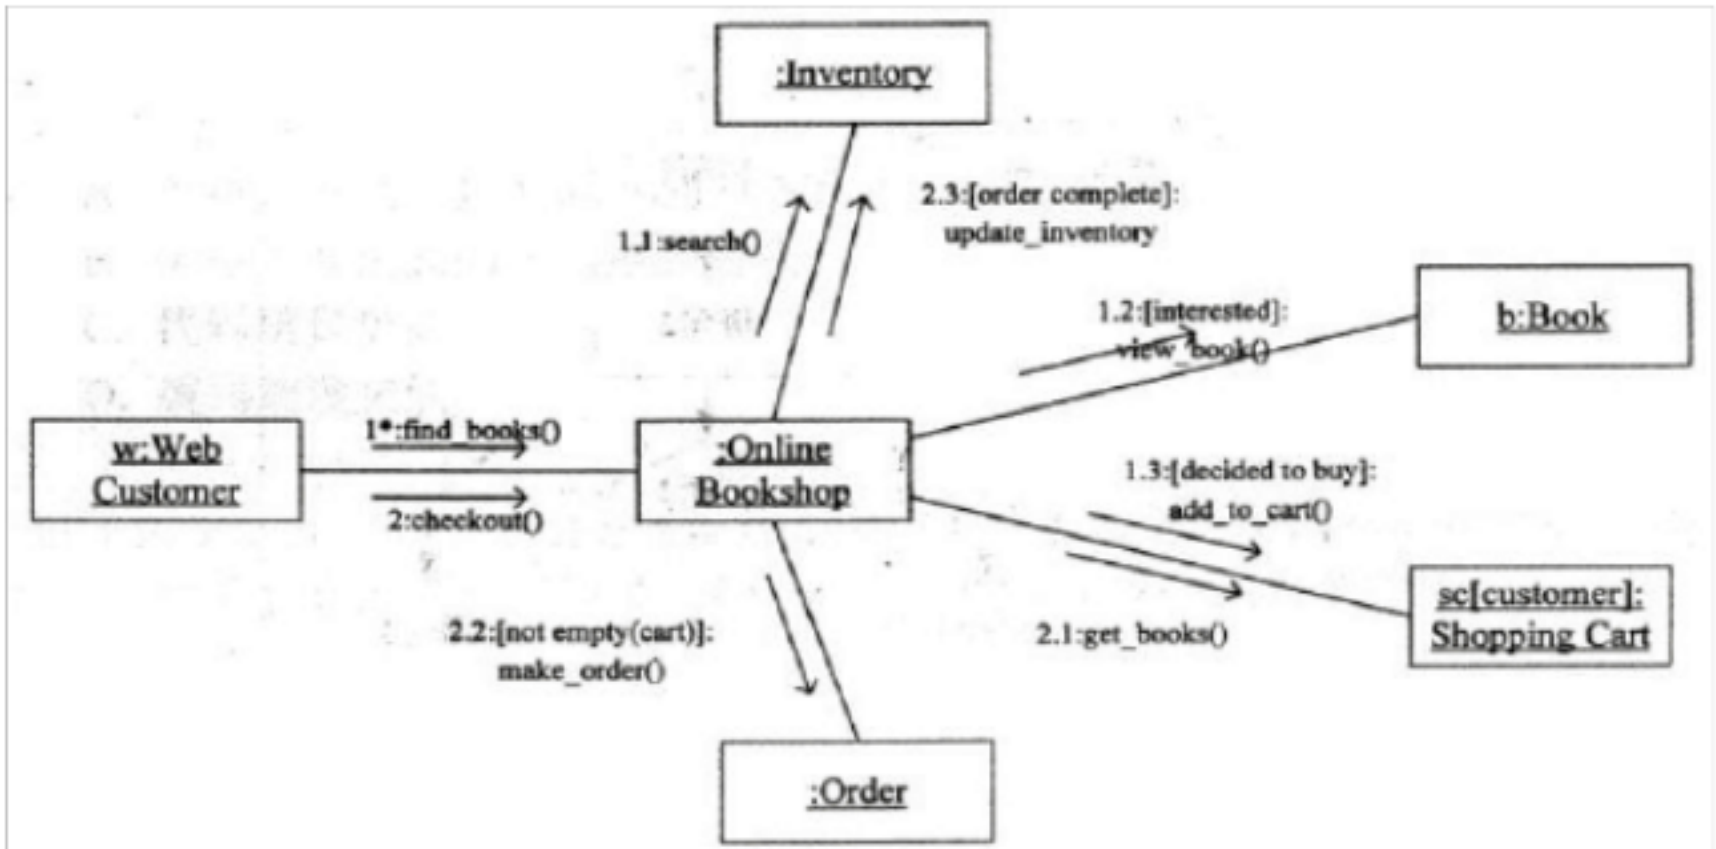 :Inventory
2.3:[order complete]:
update_inventory
1.1:search()
1.2:[interested]:
view_book()
b:Book
1*:find_books()
w:Web
Customer
:Online
Bookshop
2:checkout()
1.3:[decided to buy]:
add_to_cart()
sc[customer]:
Shopping Cart
2.1:get_books()
2.2:[not empty(cart)]:
make_order()
:Order